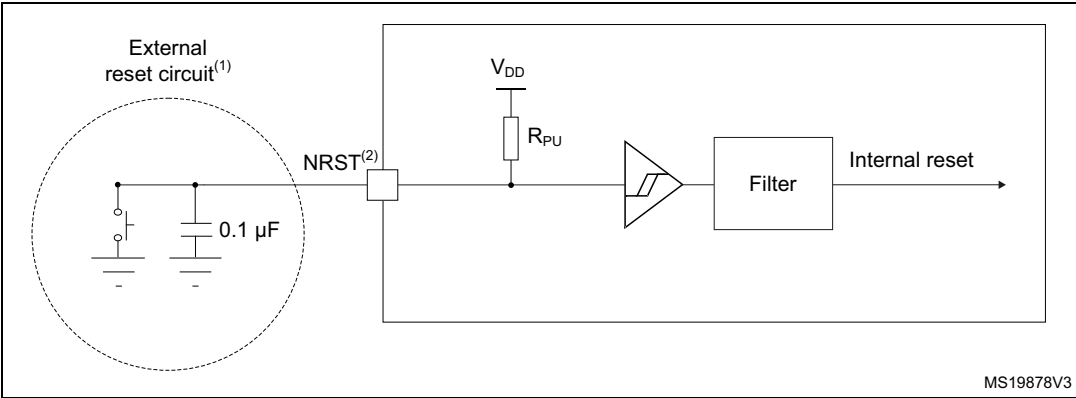 External
reset circuit(1)
VDD
RPU
NRST(2)
Internal reset
Filter
0.1 μF
MS19878V3